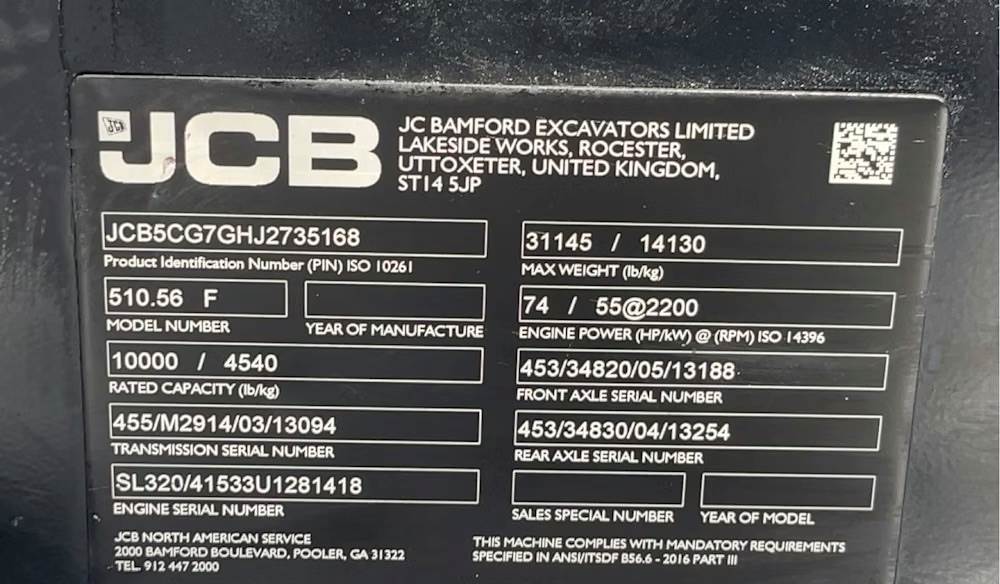 JCB
JC BAMFORD EXCAVATORS LIMITED
LAKESIDE WORKS, ROCESTER,
UTTOXETER, UNITED KINGDOM,
ST14 5JP
JCB5CG7GHJ2735168
Product Identification Number (PIN) ISO 10261
510.56 F
MODEL NUMBER
YEAR OF MANUFACTURE
10000 / 4540
RATED CAPACITY (lb/kg)
455/M2914/03/13094
TRANSMISSION SERIAL NUMBER
SL320/41533U1281418
ENGINE SERIAL NUMBER
31145 / 14130
MAX WEIGHT (lb/kg)
74 / 55@2200
ENGINE POWER (HP/kW) @ (RPM) ISO 14396
453/34820/05/13188
FRONT AXLE SERIAL NUMBER
453/34830/04/13254
REAR AXLE SERIAL NUMBER
SALES SPECIAL NUMBER
YEAR OF MODEL
JCB NORTH AMERICAN SERVICE
2000 BAMFORD BOULEVARD, POOLER, GA 31322
TEL. 912 447 2000
THIS MACHINE COMPLIES WITH MANDATORY REQUIREMENTS
SPECIFIED IN ANSI/ITSDF B56.6 - 2016 PART III